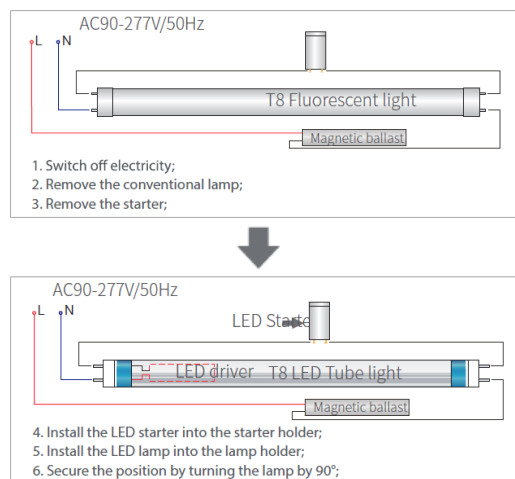 AC90-277V/50Hz
L N
T8 Fluorescent light
Magnetic ballast
1. Switch off electricity;
2. Remove the conventional lamp;
3. Remove the starter;
AC90-277V/50Hz
L N
LED Starte
LED driver T8 LED Tube light
Magnetic ballast
4. Install the LED starter into the starter holder;
5. Install the LED lamp into the lamp holder;
6. Secure the position by turning the lamp by 90°;